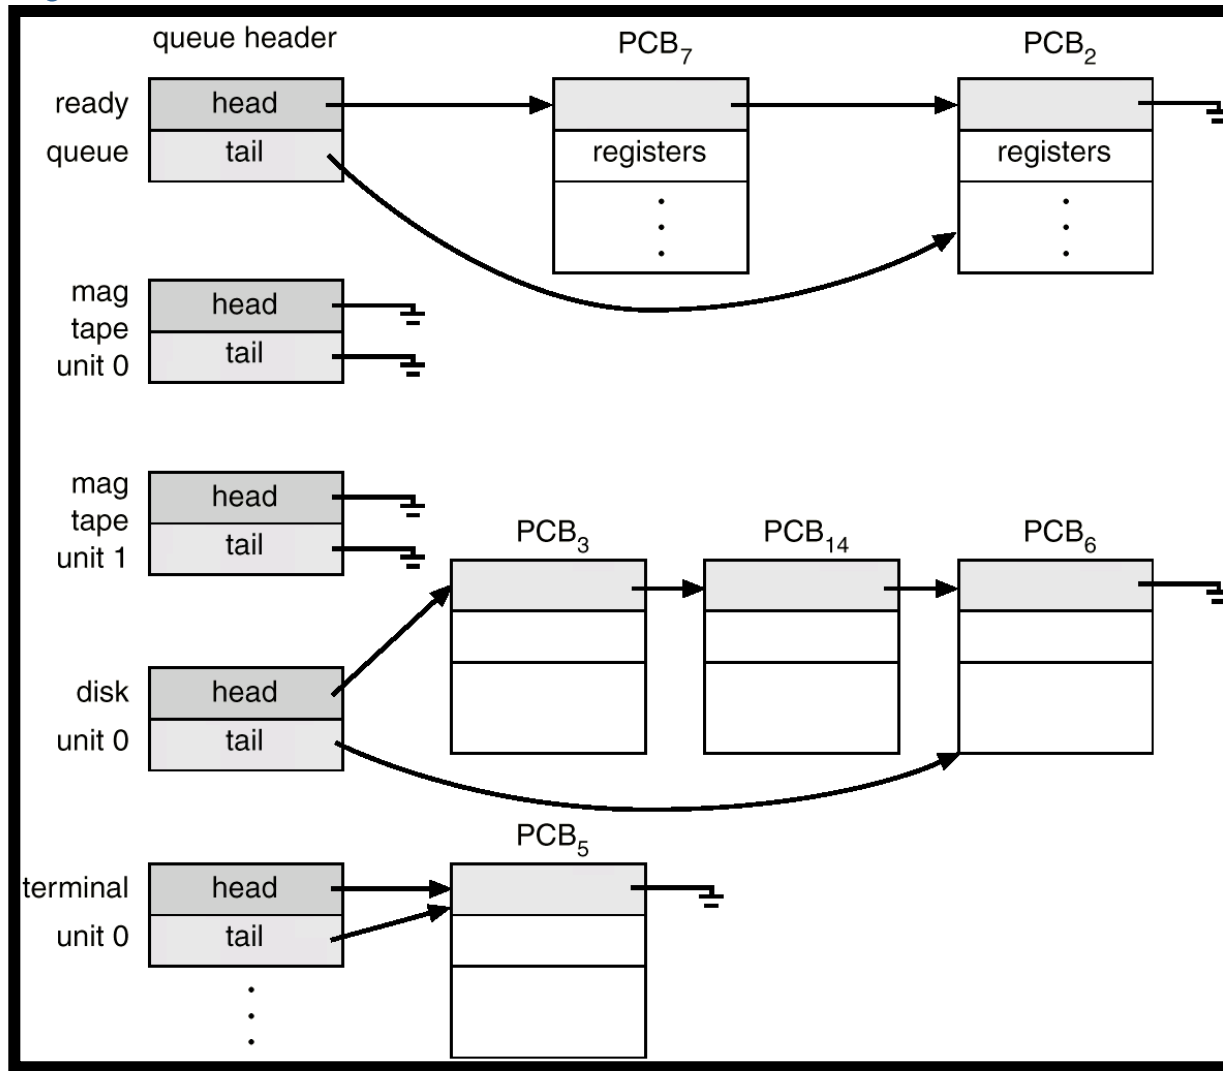 queue header
PCB7
PCB2
ready
queue
head
tail
registers
registers
mag
tape
unit 0
head
tail
mag
tape
unit 1
head
tail
PCB3
PCB14
PCB6
disk
unit 0
head
tail
PCB5
terminal
unit 0
head
tail